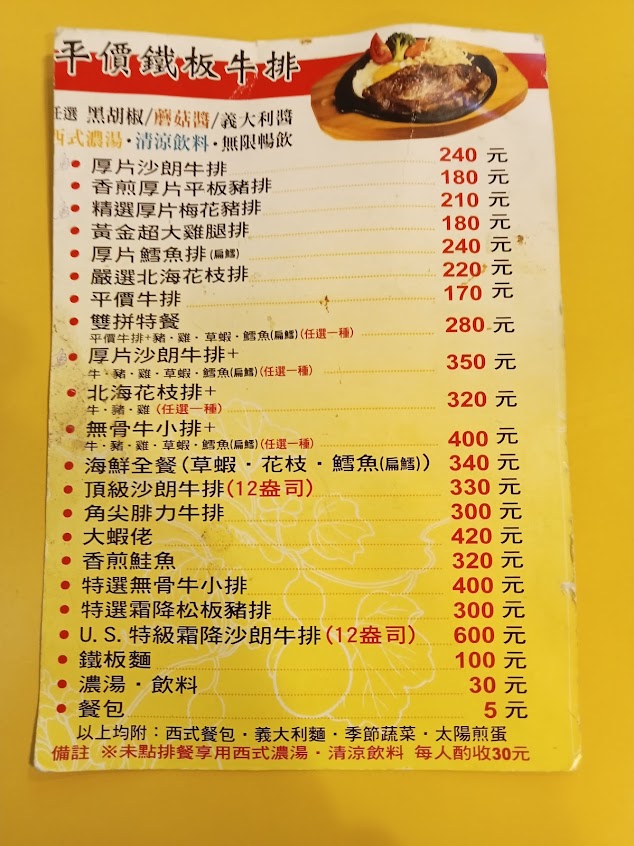 平價鐵板牛排
任選 黑胡椒/蘑菇醬/義大利醬
西式濃湯・清涼飲料・無限暢飲
• 厚片沙朗牛排 240 元
• 香煎厚片平板豬排 180 元
• 精選厚片梅花豬排 210 元
• 黃金超大雞腿排 180 元
• 厚片鱈魚排(扁鱈) 240 元
• 嚴選北海花枝排 220 元
• 平價牛排 170 元
• 雙拼特餐 280 元
平價牛排+豬・雞・草蝦・鱈魚(扁鱈)(任選一種)
• 厚片沙朗牛排+ 350 元
牛・豬・雞・草蝦・鱈魚(扁鱈)(任選一種)
• 北海花枝排+ 320 元
牛・豬・雞(任選一種)
• 無骨牛小排+ 400 元
牛・豬・雞・草蝦・鱈魚(扁鱈)(任選一種)
• 海鮮全餐(草蝦・花枝・鱈魚(扁鱈)) 340 元
• 頂級沙朗牛排(12盎司) 330 元
• 角尖腓力牛排 300 元
• 大蝦佬 420 元
• 香煎鮭魚 320 元
• 特選無骨牛小排 400 元
• 特選霜降松板豬排 300 元
• U.S.特級霜降沙朗牛排(12盎司) 600 元
• 鐵板麵 100 元
• 濃湯・飲料 30 元
• 餐包 5 元
以上均附：西式餐包・義大利麵・季節蔬菜・太陽煎蛋
備註 ※未點排餐享用西式濃湯・清涼飲料 每人酌收30元